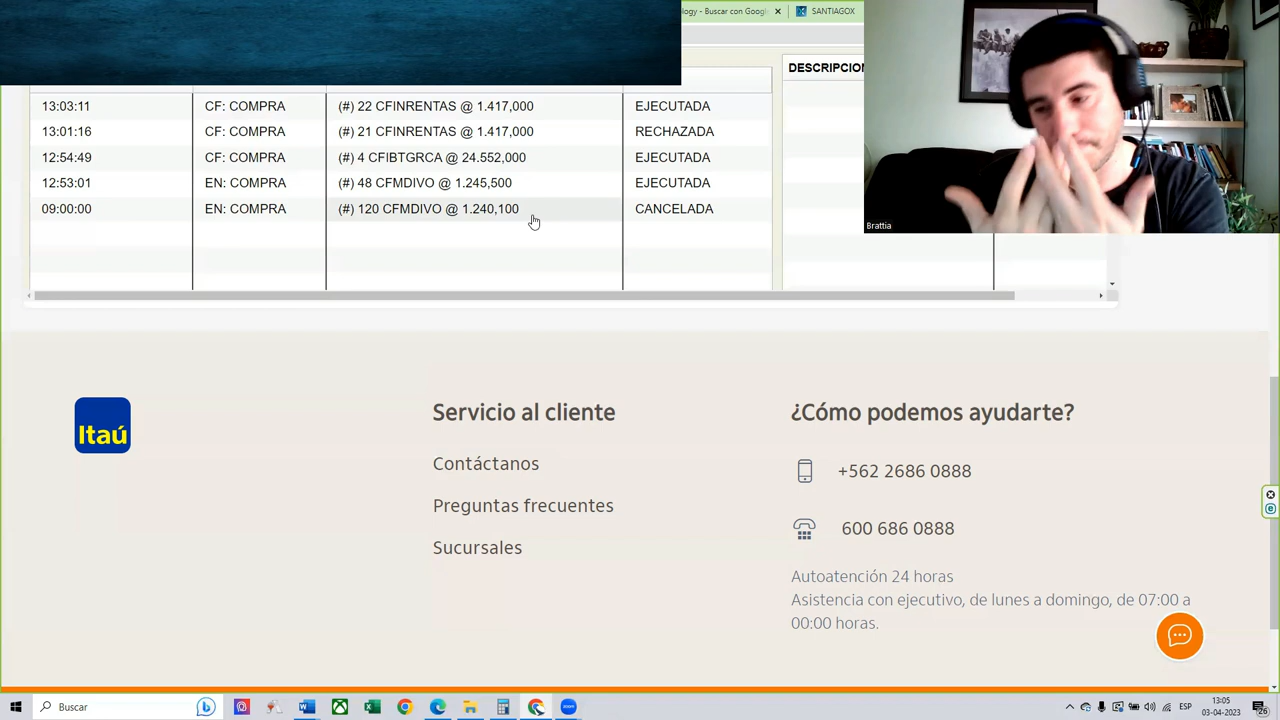 ology - Buscar con Google
SANTIAGOX
DESCRIPCION
13:03:11 CF: COMPRA (#) 22 CFINRENTAS @ 1.417,000 EJECUTADA
13:01:16 CF: COMPRA (#) 21 CFINRENTAS @ 1.417,000 RECHAZADA
12:54:49 CF: COMPRA (#) 4 CFIBTGRCA @ 24.552,000 EJECUTADA
12:53:01 EN: COMPRA (#) 48 CFMDIVO @ 1.245,500 EJECUTADA
09:00:00 EN: COMPRA (#) 120 CFMDIVO @ 1.240,100 CANCELADA
Brattia
Itaú
Servicio al cliente
Contáctanos
Preguntas frecuentes
Sucursales
¿Cómo podemos ayudarte?
+562 2686 0888
600 686 0888
Autoatención 24 horas
Asistencia con ejecutivo, de lunes a domingo, de 07:00 a
00:00 horas.
Buscar
ESP
13:05
03-04-2023
26